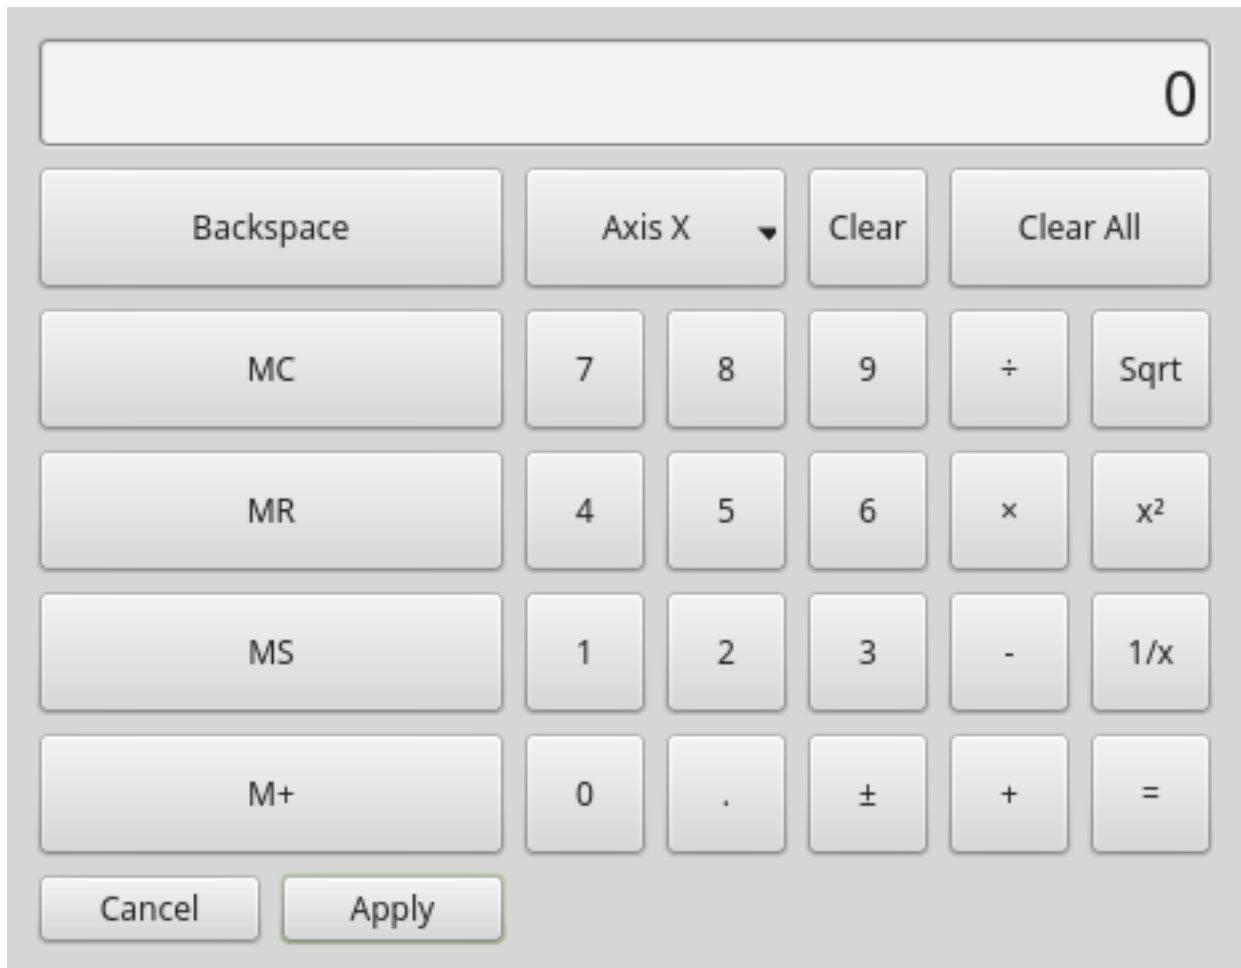 0
Backspace Axis X Clear Clear All
MC 7 8 9 ÷ Sqrt
MR 4 5 6 × x²
MS 1 2 3 - 1/x
M+ 0 . ± + =
Cancel Apply